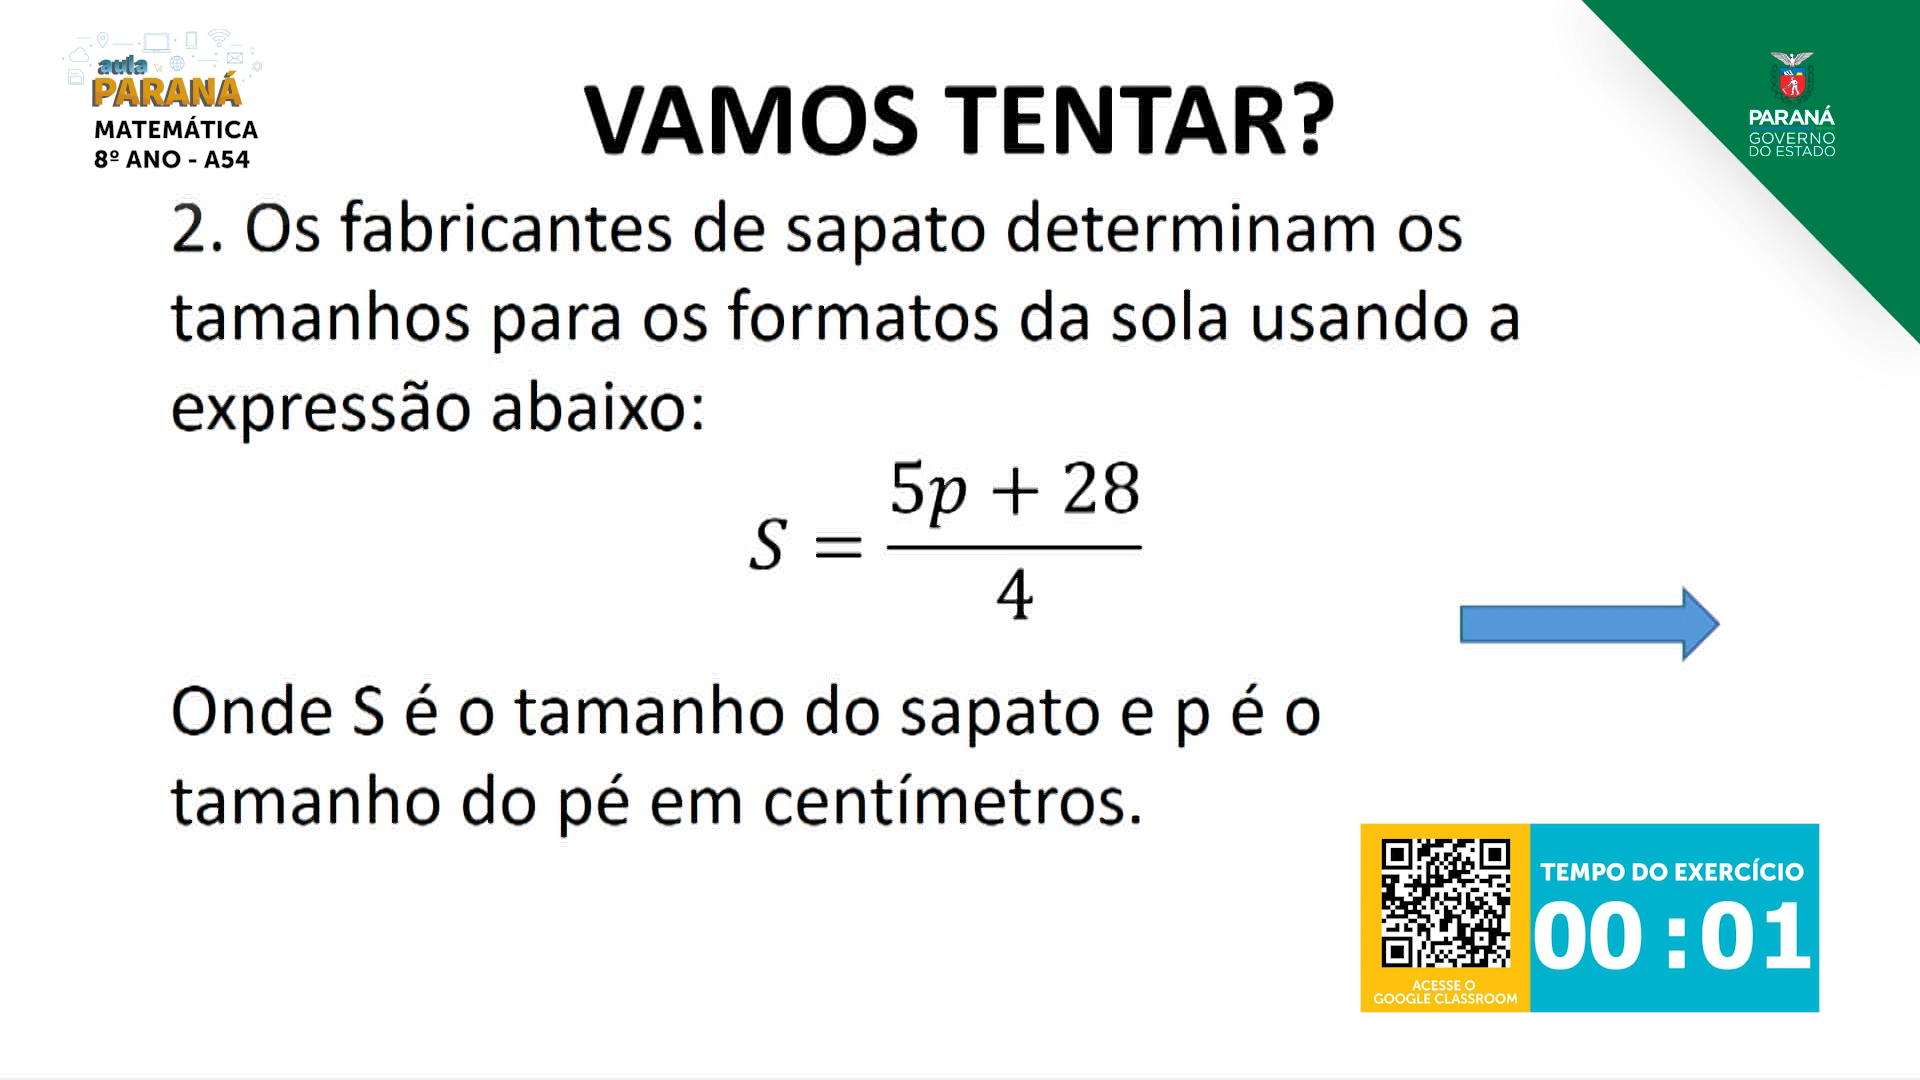 aula
PARANÁ
MATEMÁTICA
8º ANO - A54
VAMOS TENTAR?
PARANÁ
GOVERNO
DO ESTADO
2. Os fabricantes de sapato determinam os
tamanhos para os formatos da sola usando a
expressão abaixo:
S = \frac{5p + 28}{4}
Onde S é o tamanho do sapato e p é o
tamanho do pé em centímetros.
TEMPO DO EXERCÍCIO
00:01
ACESSE O
GOOGLE CLASSROOM